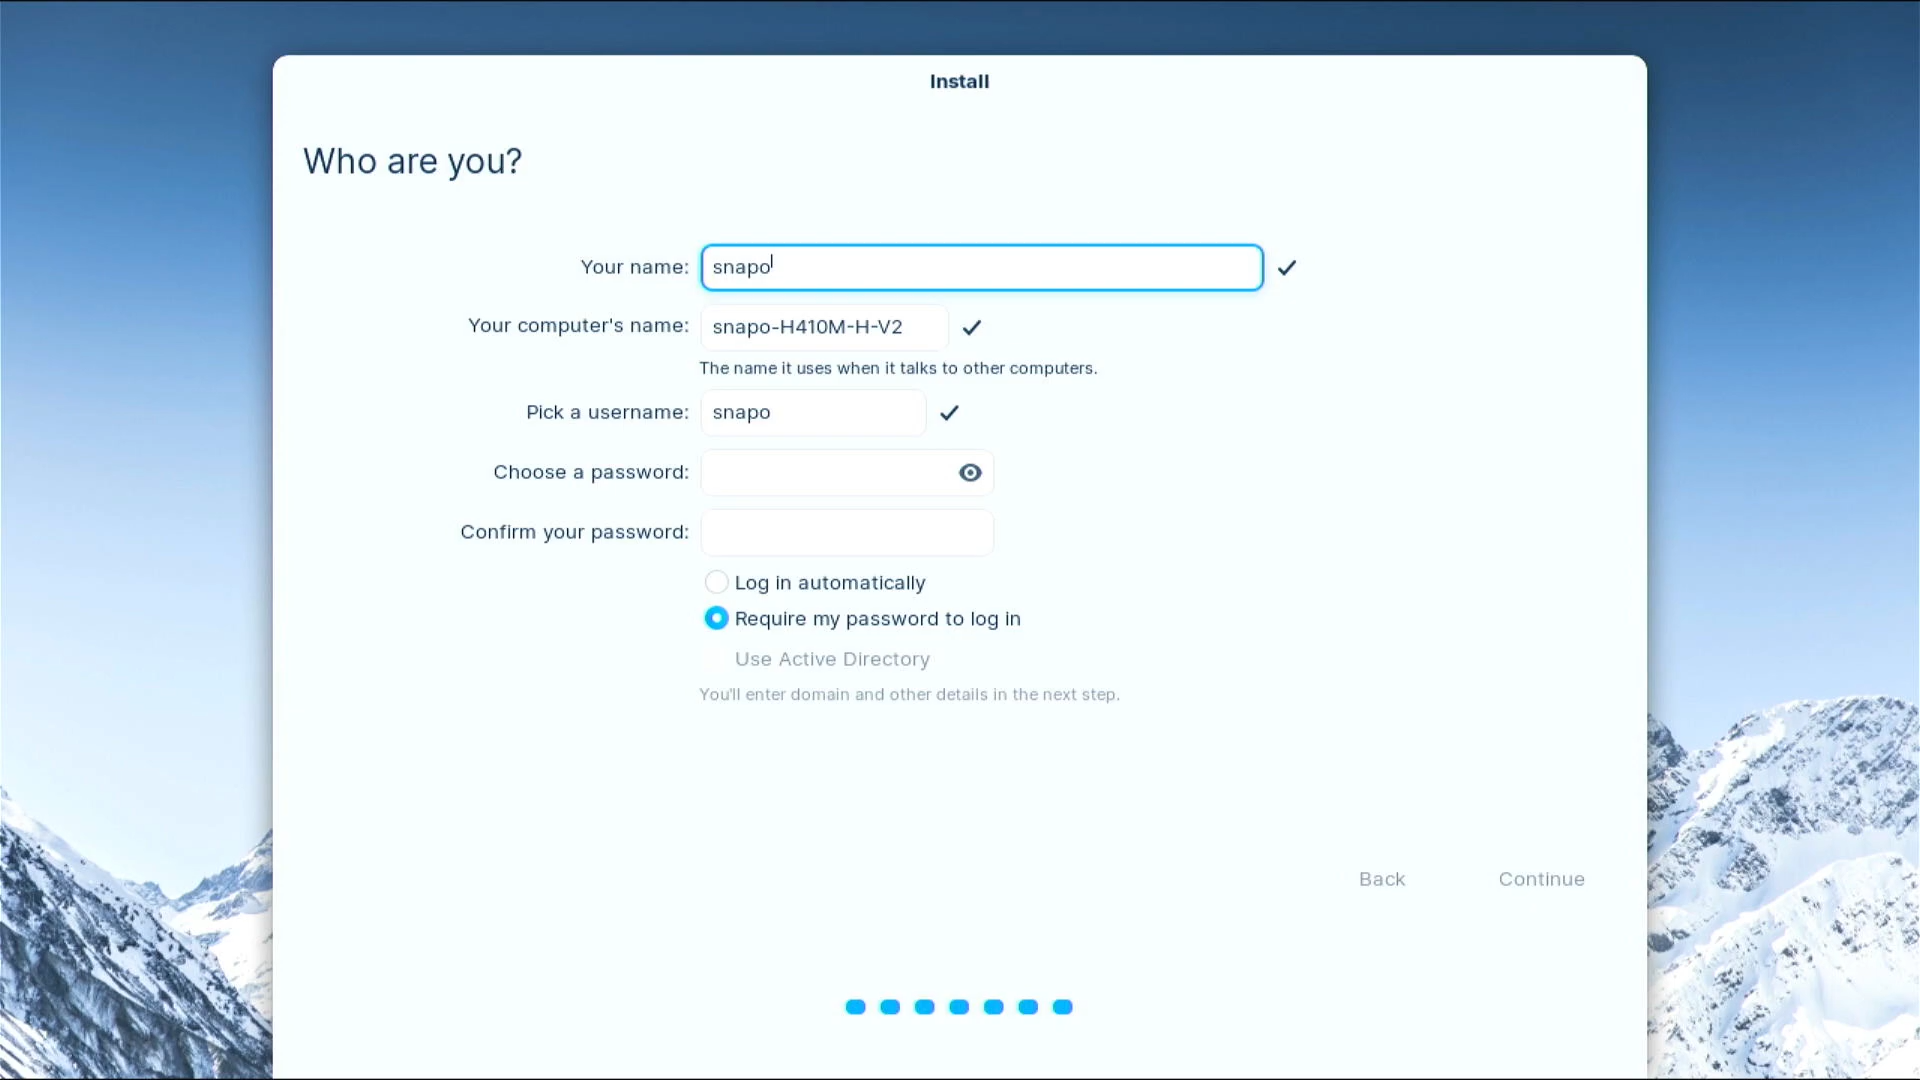 Install
Who are you?
Your name: snapo
Your computer's name: snapo-H410M-H-V2
The name it uses when it talks to other computers.
Pick a username: snapo
Choose a password:
Confirm your password:
Log in automatically
Require my password to log in
Use Active Directory
You'll enter domain and other details in the next step.
Back Continue